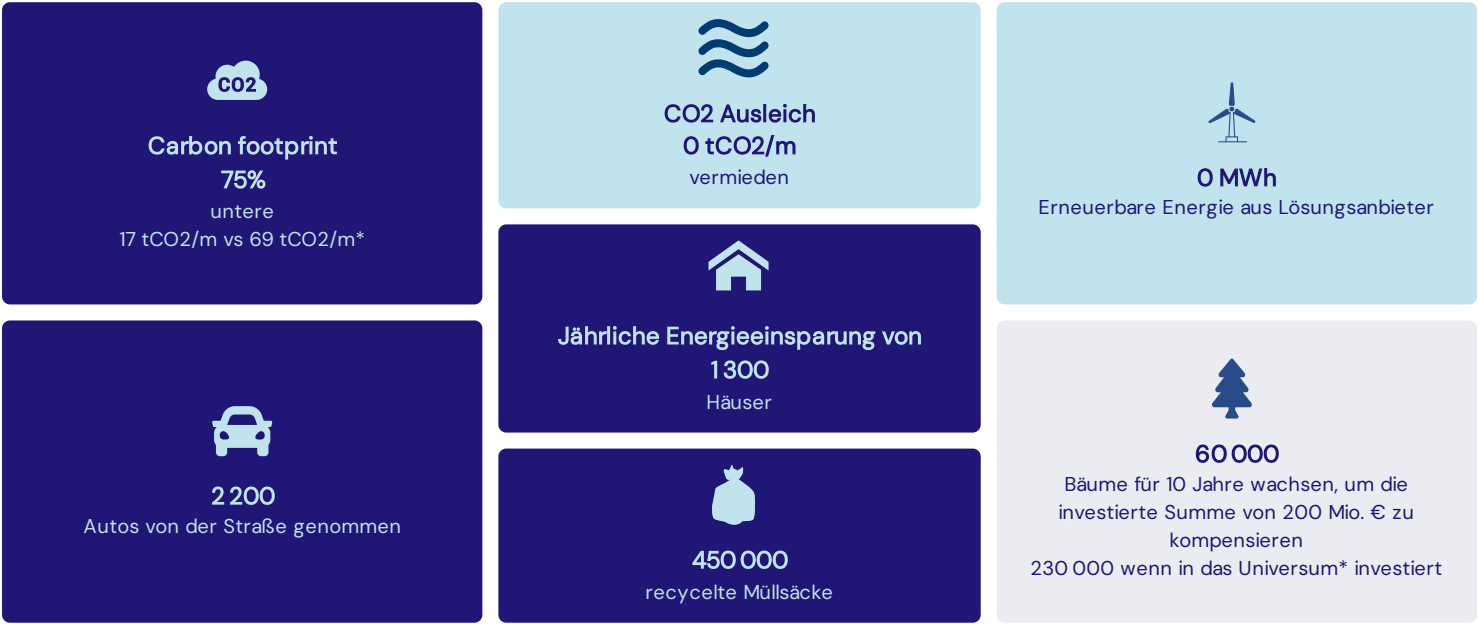 CO2
Carbon footprint
75%
untere
17 tCO2/m vs 69 tCO2/m*
CO2 Ausleich
0 tCO2/m
vermieden
0 MWh
Erneuerbare Energie aus Lösungsanbieter
Jährliche Energieeinsparung von
1 300
Häuser
2 200
Autos von der Straße genommen
450 000
recycelte Müllsäcke
60 000
Bäume für 10 Jahre wachsen, um die
investierte Summe von 200 Mio. € zu
kompensieren
230 000 wenn in das Universum* investiert